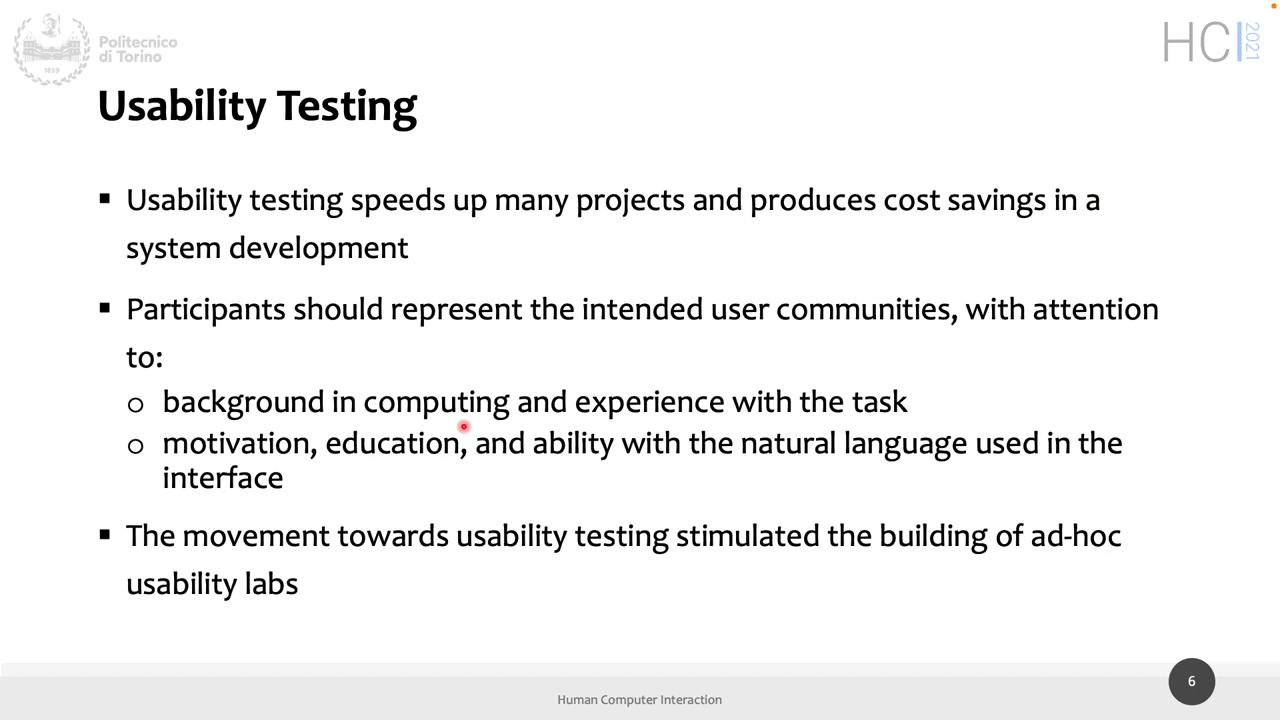 Politecnico
di Torino
1859
HCI 2021
Usability Testing
▪ Usability testing speeds up many projects and produces cost savings in a
system development
▪ Participants should represent the intended user communities, with attention
to:
o background in computing and experience with the task
o motivation, education, and ability with the natural language used in the
interface
▪ The movement towards usability testing stimulated the building of ad-hoc
usability labs
Human Computer Interaction
6